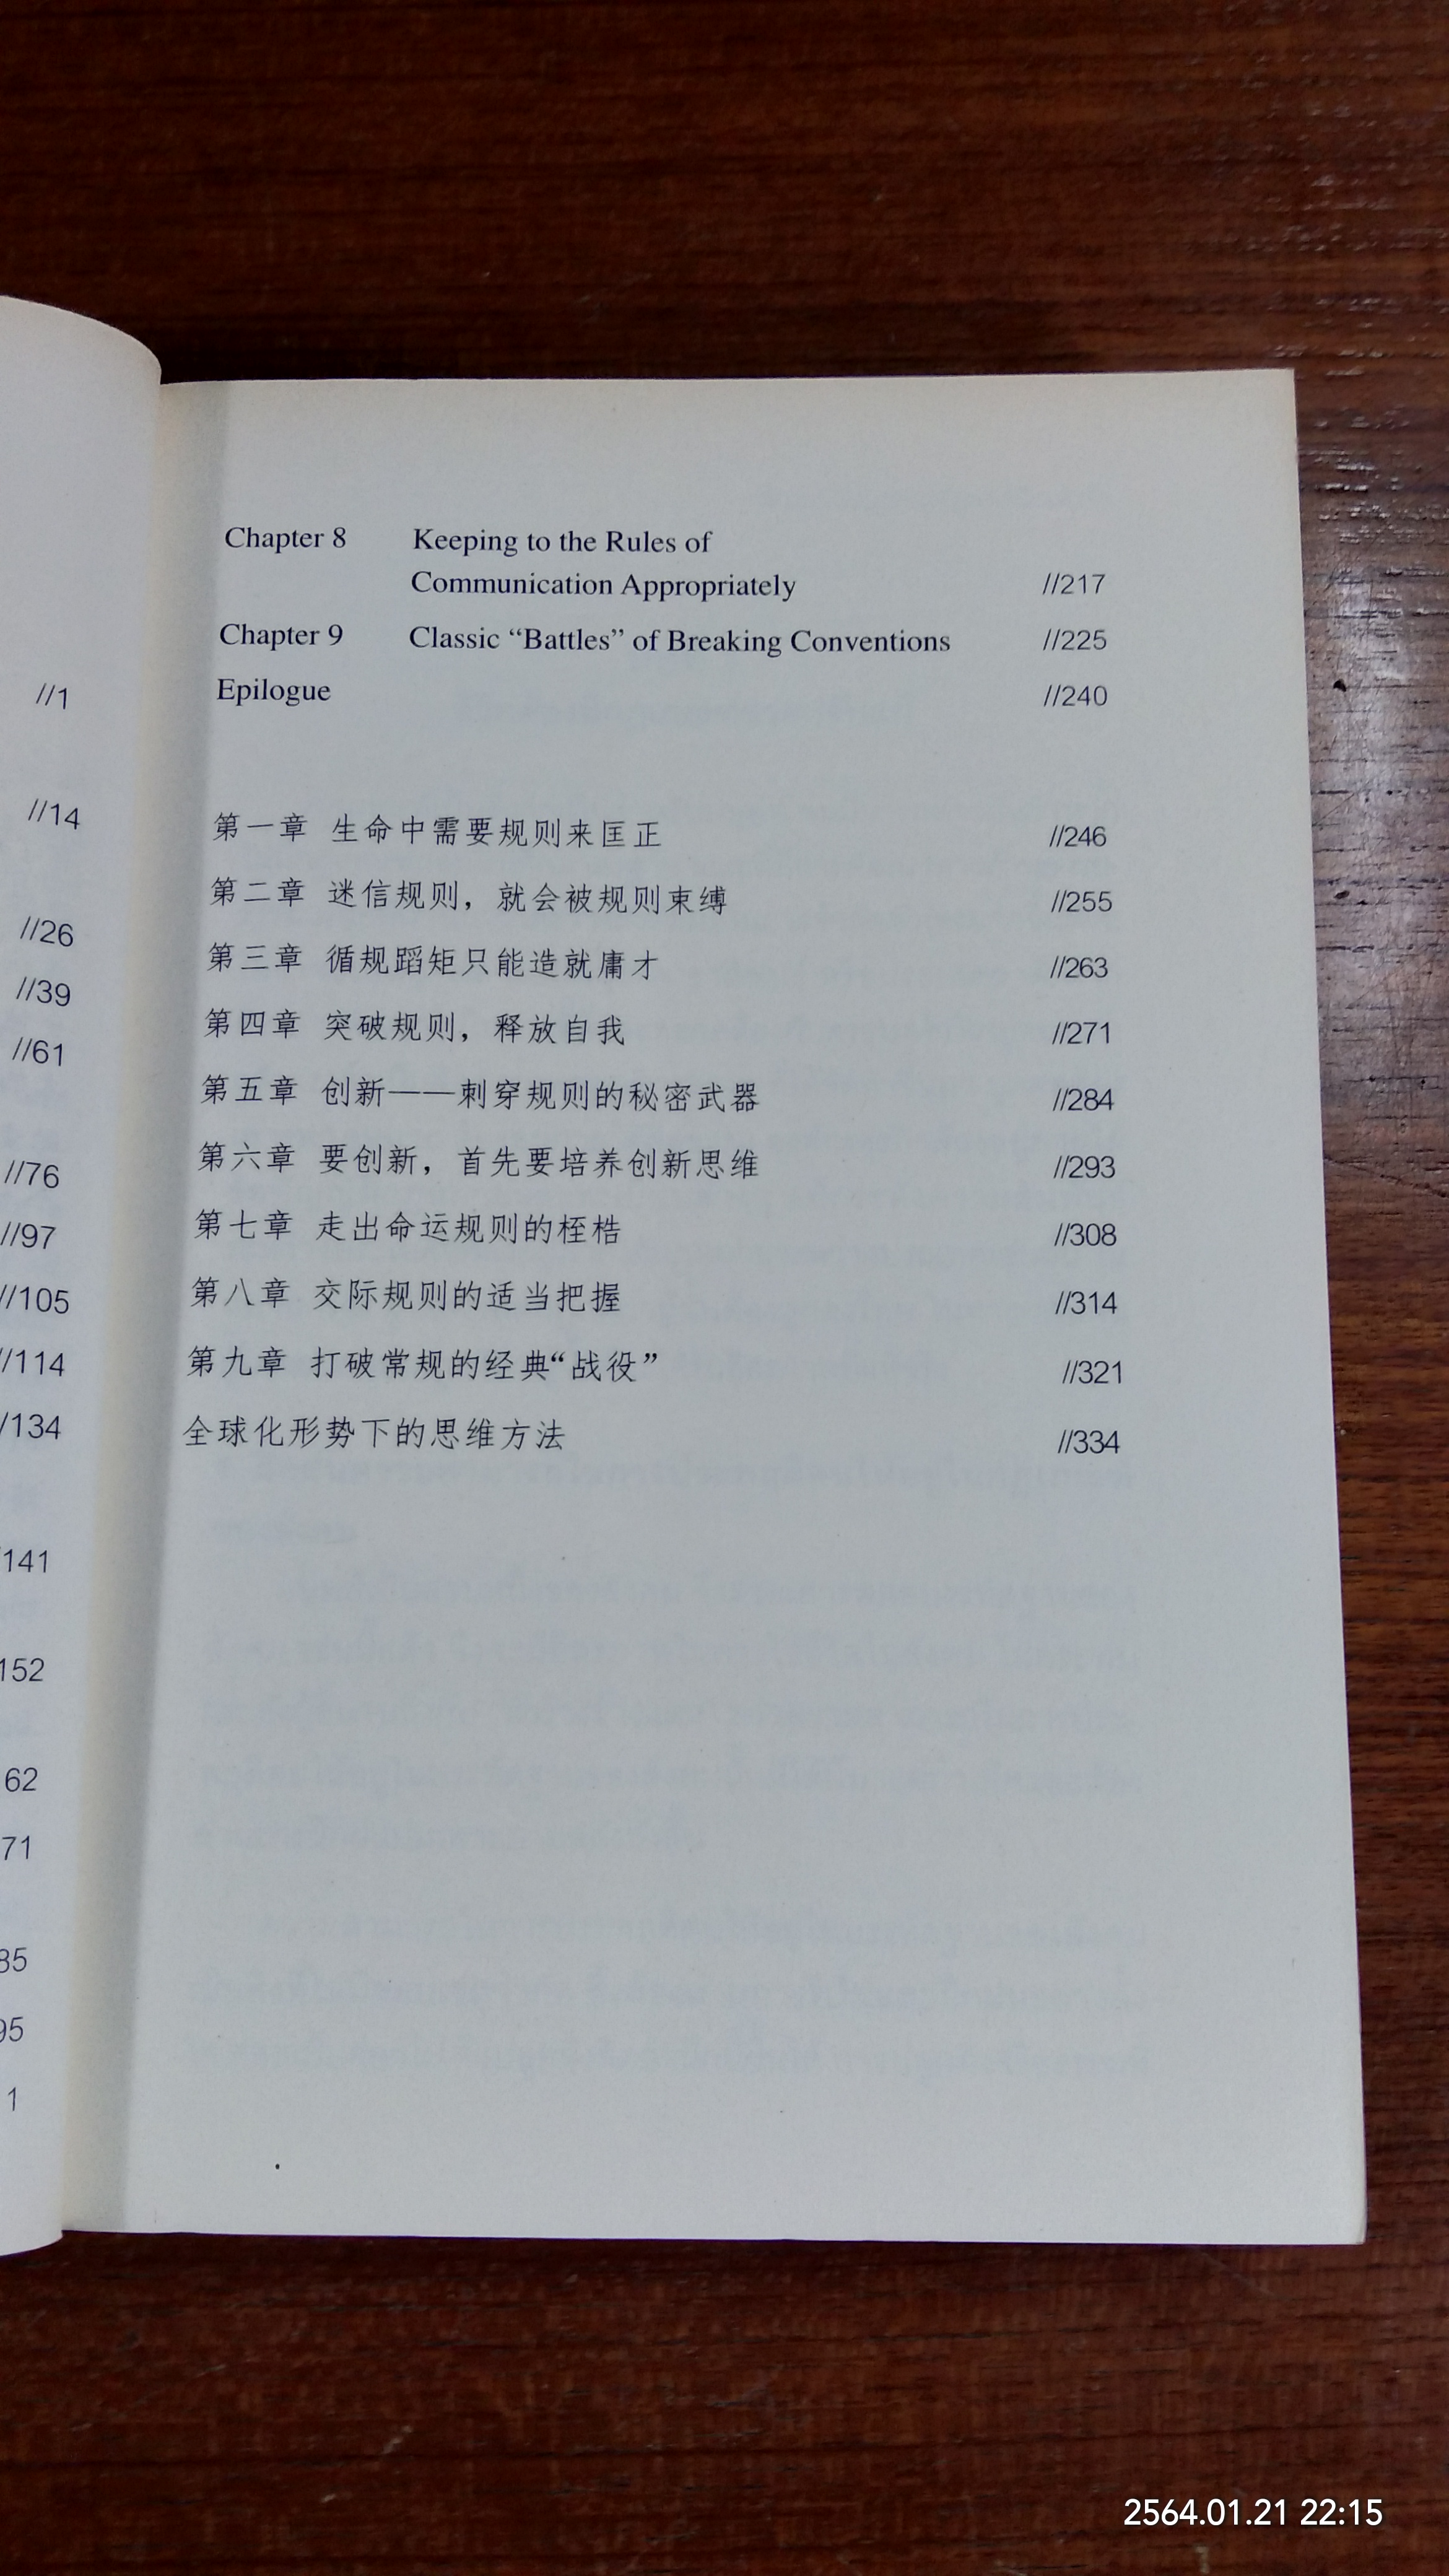 //1
//14
//26
//39
//61
//76
//97
//105
//114
//134
141
152
62
71
85
95
1
Chapter 8 Keeping to the Rules of
Communication Appropriately //217
Chapter 9 Classic “Battles” of Breaking Conventions //225
Epilogue //240
第一章 生命中需要规则来匡正 //246
第二章 迷信规则，就会被规则束缚 //255
第三章 循规蹈矩只能造就庸才 //263
第四章 突破规则，释放自我 //271
第五章 创新——刺穿规则的秘密武器 //284
第六章 要创新，首先要培养创新思维 //293
第七章 走出命运规则的桎梏 //308
第八章 交际规则的适当把握 //314
第九章 打破常规的经典“战役” //321
全球化形势下的思维方法 //334
2564.01.21 22:15